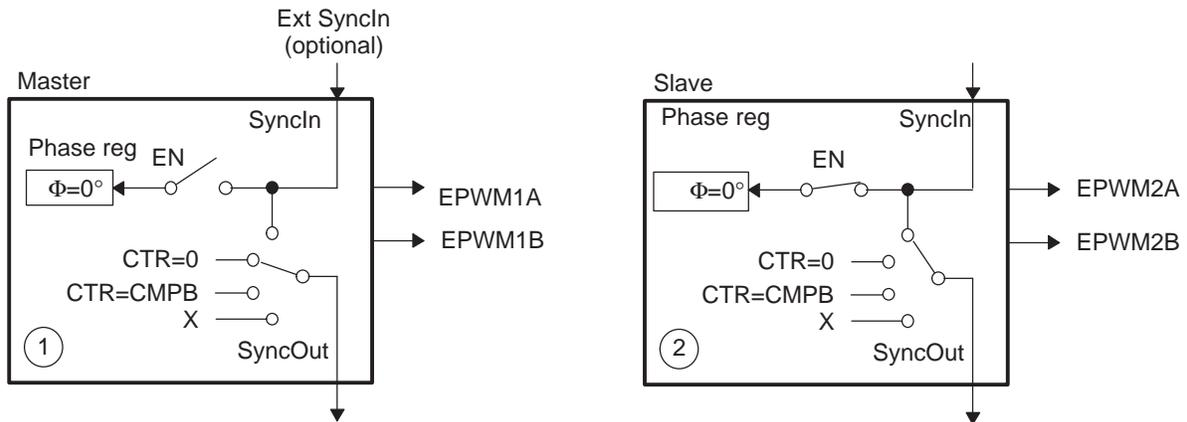 Ext SyncIn
(optional)
Master
SyncIn
Phase reg
EN
Φ=0°
EPWM1A
EPWM1B
CTR=0
CTR=CMPB
X
1
SyncOut
Slave
Phase reg
SyncIn
EN
Φ=0°
EPWM2A
EPWM2B
CTR=0
CTR=CMPB
X
2
SyncOut